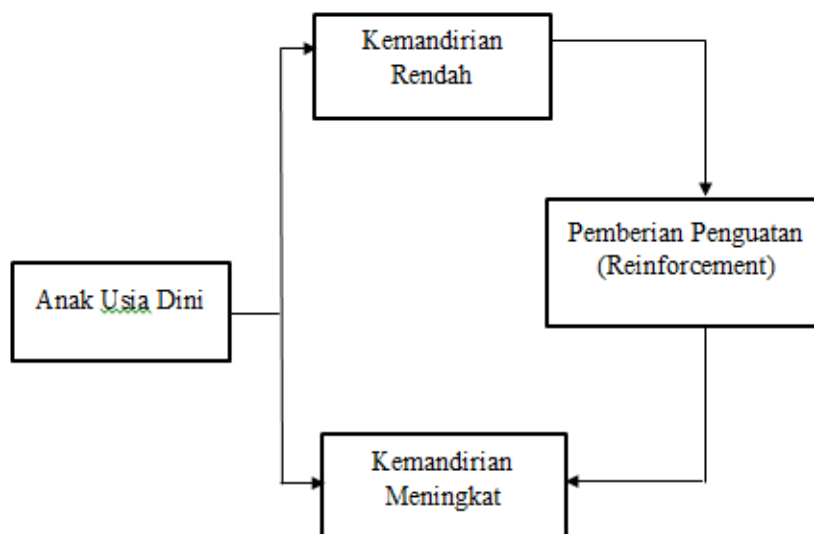 Kemandirian
Rendah
Pemberian Penguatan
(Reinforcement)
Anak Usia Dini
Kemandirian
Meningkat